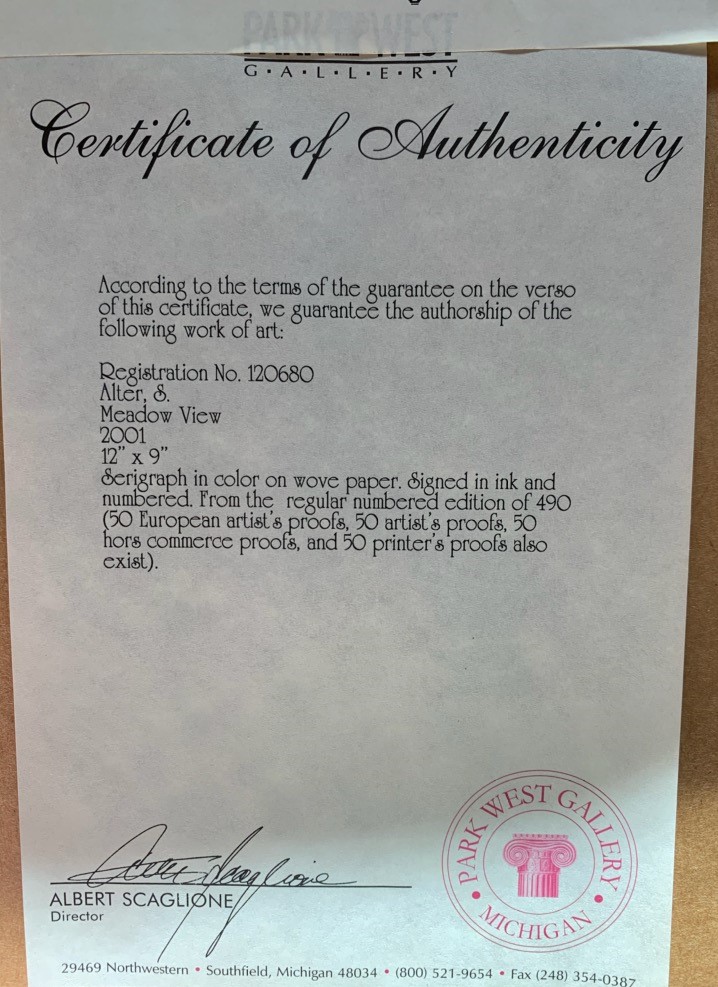 PARK WEST
G•A•L•L•E•R•Y
Certificate of Authenticity
According to the terms of the guarantee on the verso
of this certificate, we guarantee the authorship of the
following work of art:
Registration No. 120680
Alter, S.
Meadow View
2001
12" x 9"
Serigraph in color on wove paper. Signed in ink and
numbered. From the regular numbered edition of 490
(50 European artist's proofs, 50 artist's proofs, 50
hors commerce proofs, and 50 printer's proofs also
exist).
PARK WEST GALLERY
• MICHIGAN •
ALBERT SCAGLIONE
Director
29469 Northwestern • Southfield, Michigan 48034 • (800) 521-9654 • Fax (248) 354-0387